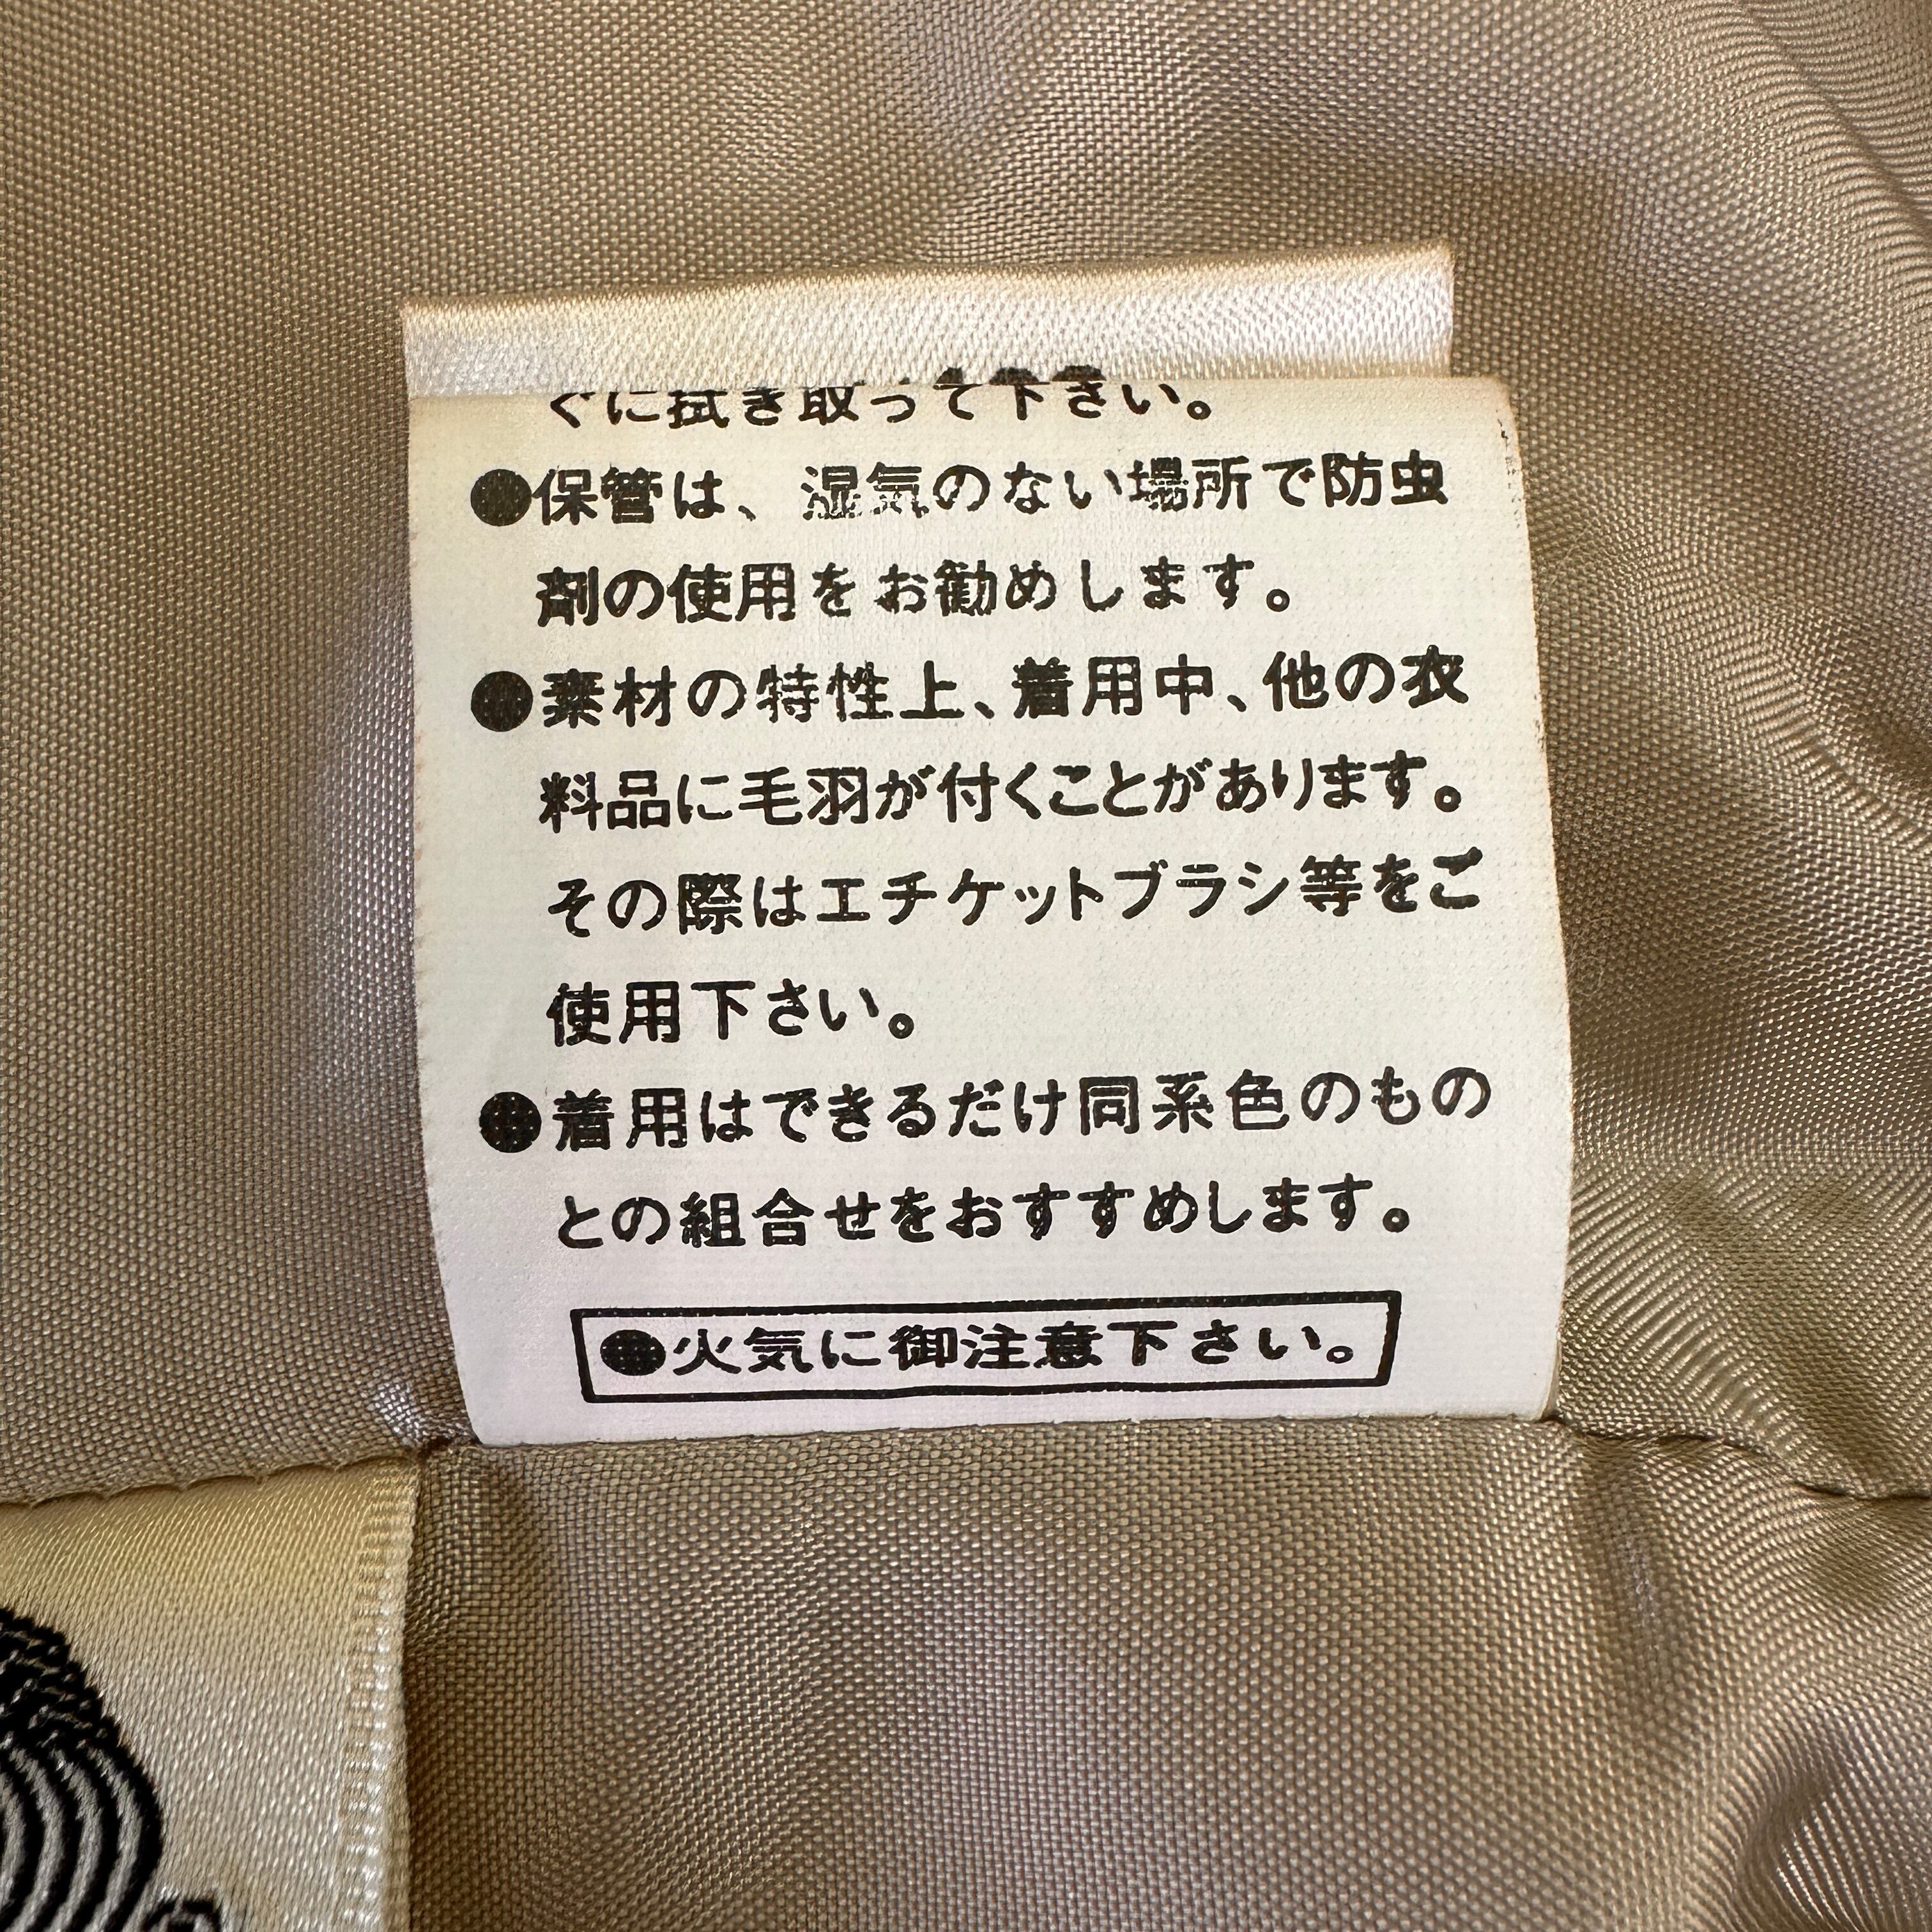 ぐに拭き取って下さい。
●保管は、湿気のない場所で防虫
剤の使用をお勧めします。
●素材の特性上、着用中、他の衣
料品に毛羽が付くことがあります。
その際はエチケットブラシ等をご
使用下さい。
●着用はできるだけ同系色のもの
との組合せをおすすめします。
●火気に御注意下さい。